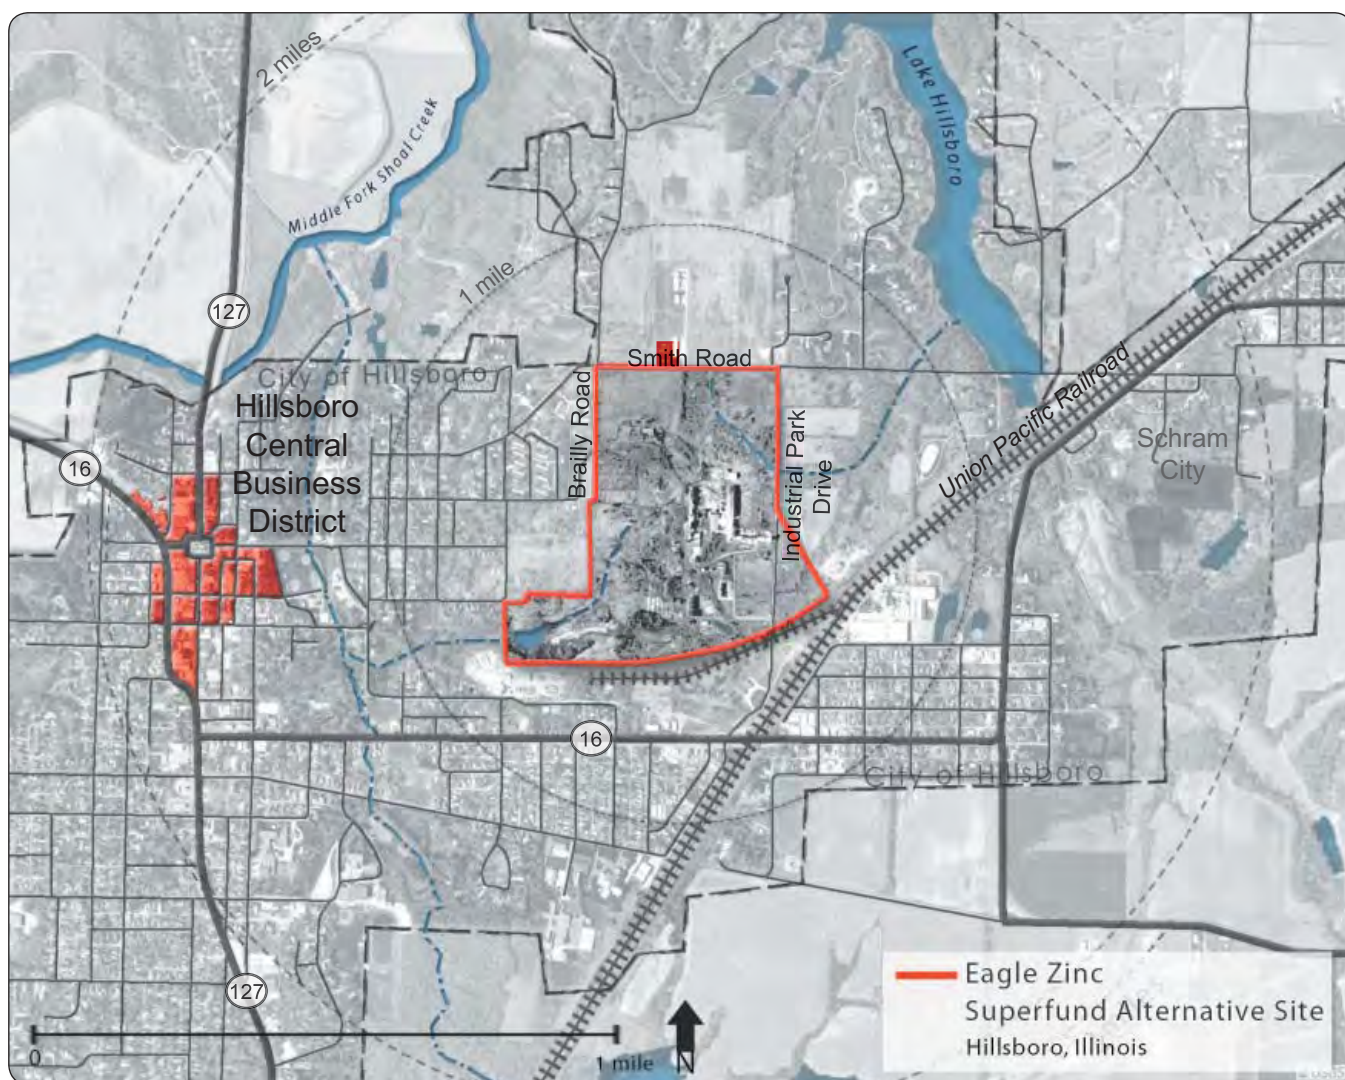 2 miles
Lake Hillsboro
Middle Fork Shoal Creek
1 mile
127
Smith Road
City of Hillsboro
Hillsboro
Central
Business
District
Brailly Road
Union Pacific Railroad
Schram
City
16
Industrial Park
Drive
16
City of Hillsboro
127
0
1 mile
N
Eagle Zinc
Superfund Alternative Site
Hillsboro, Illinois